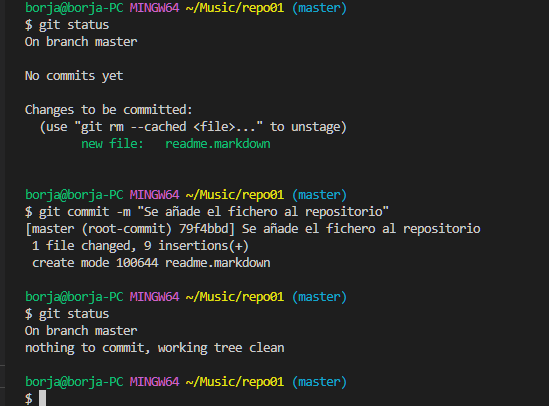 borja@borja-PC MINGW64 ~/Music/repo01 (master)
$ git status
On branch master
No commits yet
Changes to be committed:
(use "git rm --cached <file>..." to unstage)
new file: readme.markdown
borja@borja-PC MINGW64 ~/Music/repo01 (master)
$ git commit -m "Se añade el fichero al repositorio"
[master (root-commit) 79f4bbd] Se añade el fichero al repositorio
1 file changed, 9 insertions(+)
create mode 100644 readme.markdown
borja@borja-PC MINGW64 ~/Music/repo01 (master)
$ git status
On branch master
nothing to commit, working tree clean
borja@borja-PC MINGW64 ~/Music/repo01 (master)
$